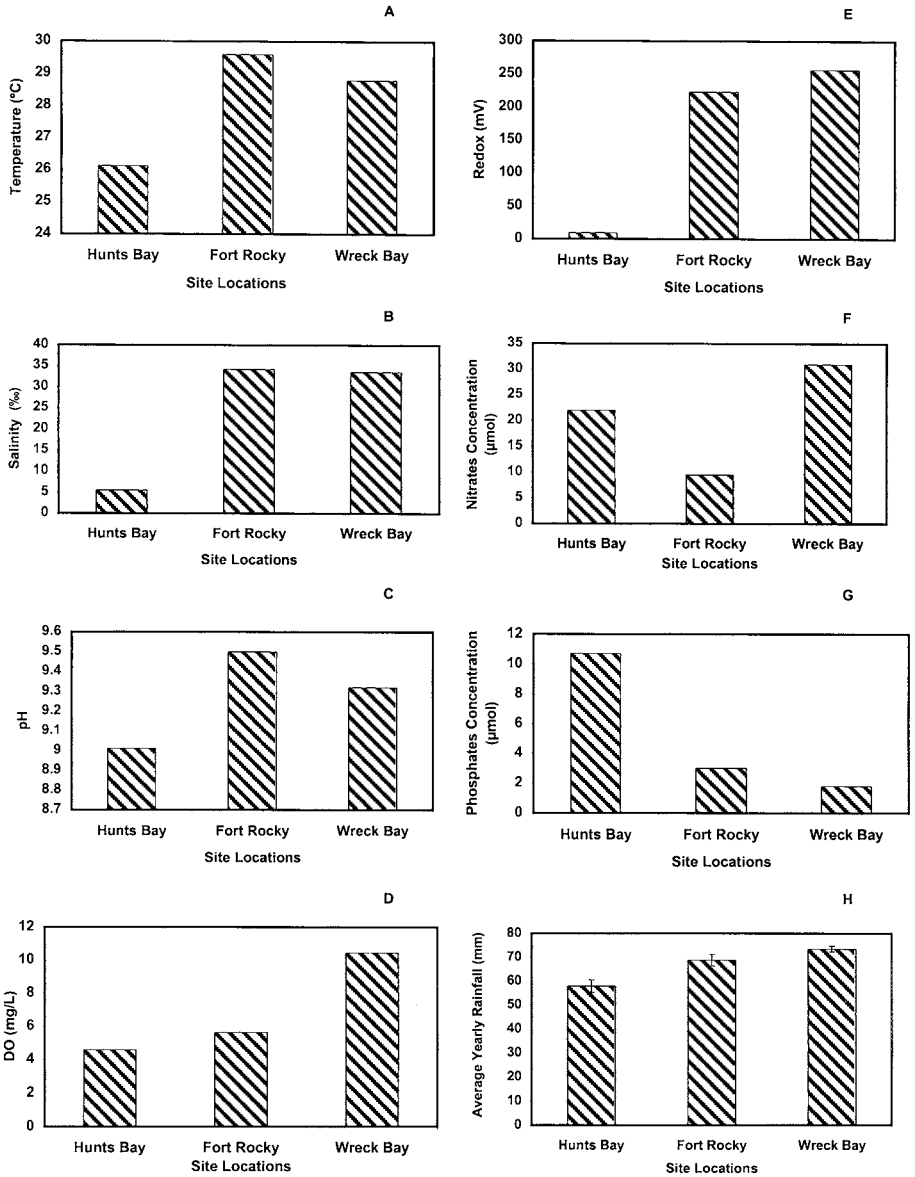 A
30
29
28
27
26
25
24
Temperature (°C)
Hunts Bay Fort Rocky Wreck Bay
Site Locations
E
300
250
200
150
100
50
0
Redox (mV)
Hunts Bay Fort Rocky Wreck Bay
Site Locations
B
40
35
30
25
20
15
10
5
0
Salinity (‰)
Hunts Bay Fort Rocky Wreck Bay
Site Locations
F
35
30
25
20
15
10
5
0
Nitrates Concentration
(µmol)
Hunts Bay Fort Rocky Wreck Bay
Site Locations
C
9.6
9.5
9.4
9.3
9.2
9.1
9
8.9
8.8
8.7
pH
Hunts Bay Fort Rocky Wreck Bay
Site Locations
G
12
10
8
6
4
2
0
Phosphates Concentration
(µmol)
Hunts Bay Fort Rocky Wreck Bay
Site Locations
D
12
10
8
6
4
2
0
DO (mg/L)
Hunts Bay Fort Rocky Wreck Bay
Site Locations
H
80
70
60
50
40
30
20
10
0
Average Yearly Rainfall (mm)
Hunts Bay Fort Rocky Wreck Bay
Site Locations